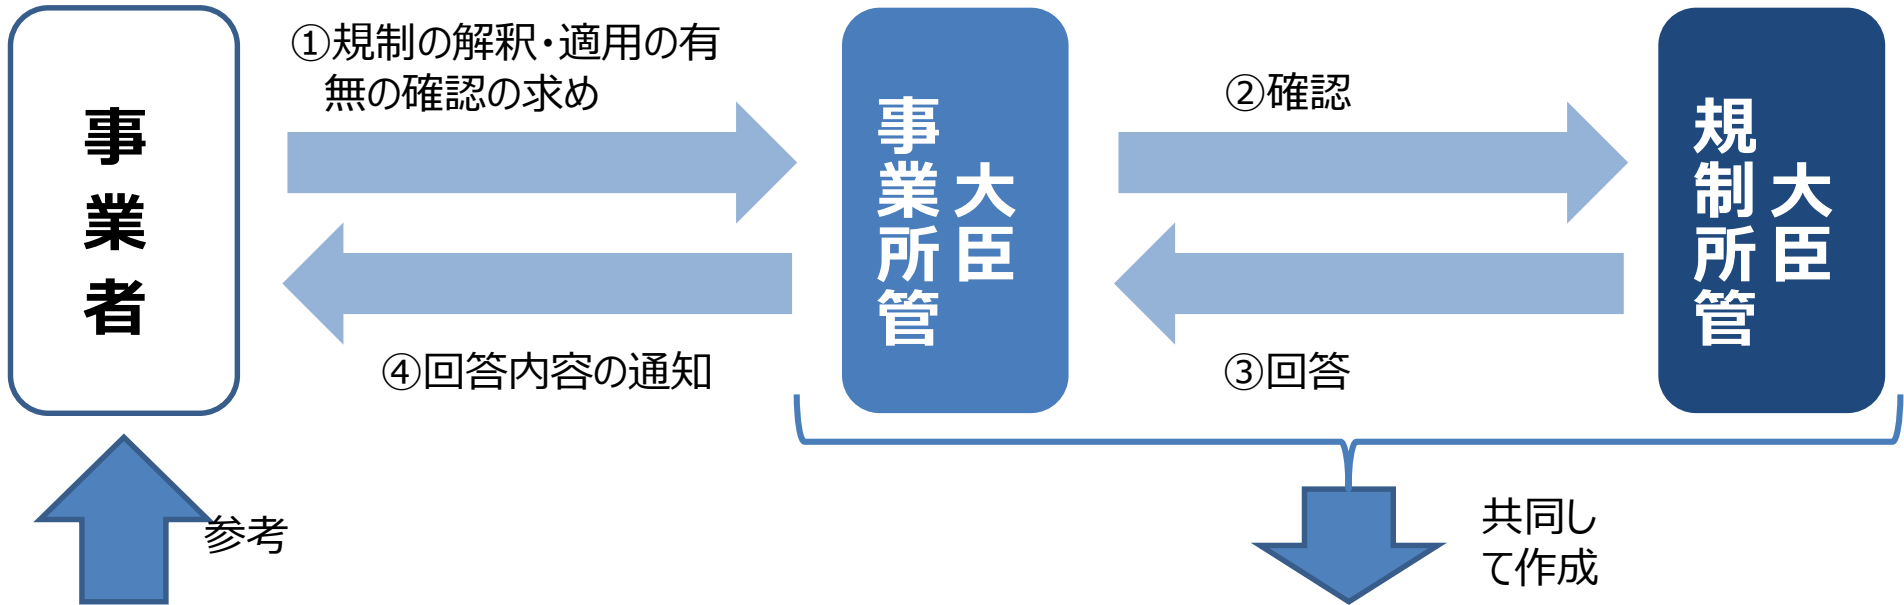 事業者
①規制の解釈・適用の有
無の確認の求め
④回答内容の通知
事業所管
大臣
②確認
③回答
規制所管
大臣
参考
共同し
て作成